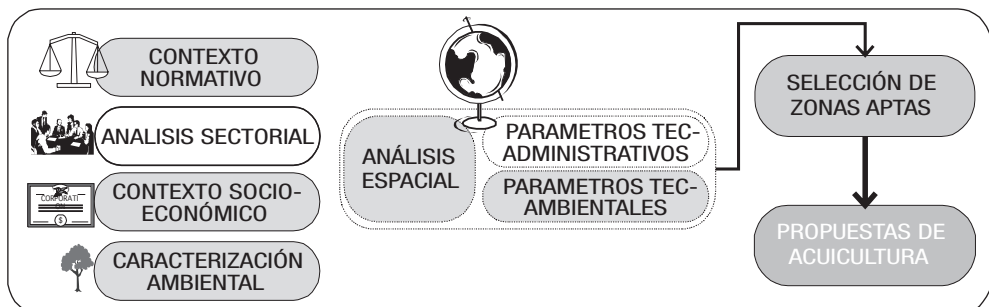 CONTEXTO
NORMATIVO
ANALISIS SECTORIAL
CORPORATI
ON
$
CONTEXTO SOCIO-
ECONÓMICO
CARACTERIZACIÓN
AMBIENTAL
ANÁLISIS
ESPACIAL
PARAMETROS TEC-
ADMINISTRATIVOS
PARAMETROS TEC-
AMBIENTALES
SELECCIÓN DE
ZONAS APTAS
PROPUESTAS DE
ACUICULTURA